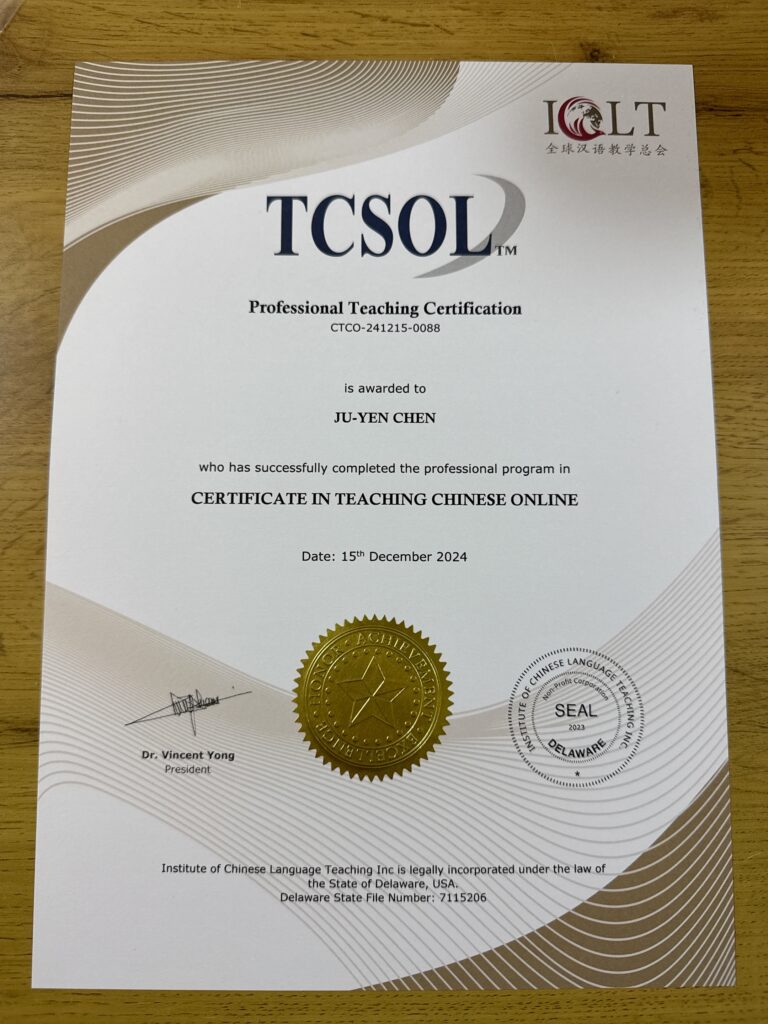 ICLT
全球汉语教学总会
TCSOL™
Professional Teaching Certification
CTCO-241215-0088
is awarded to
JU-YEN CHEN
who has successfully completed the professional program in
CERTIFICATE IN TEACHING CHINESE ONLINE
Date: 15th December 2024
HONOR • ACHIEVEMENT • EXCELLENCE
INSTITUTE OF CHINESE LANGUAGE TEACHING INC.
Non-Profit Corporation
SEAL
2023
DELAWARE
*
Dr. Vincent Yong
President
Institute of Chinese Language Teaching Inc is legally incorporated under the law of
the State of Delaware, USA.
Delaware State File Number: 7115206